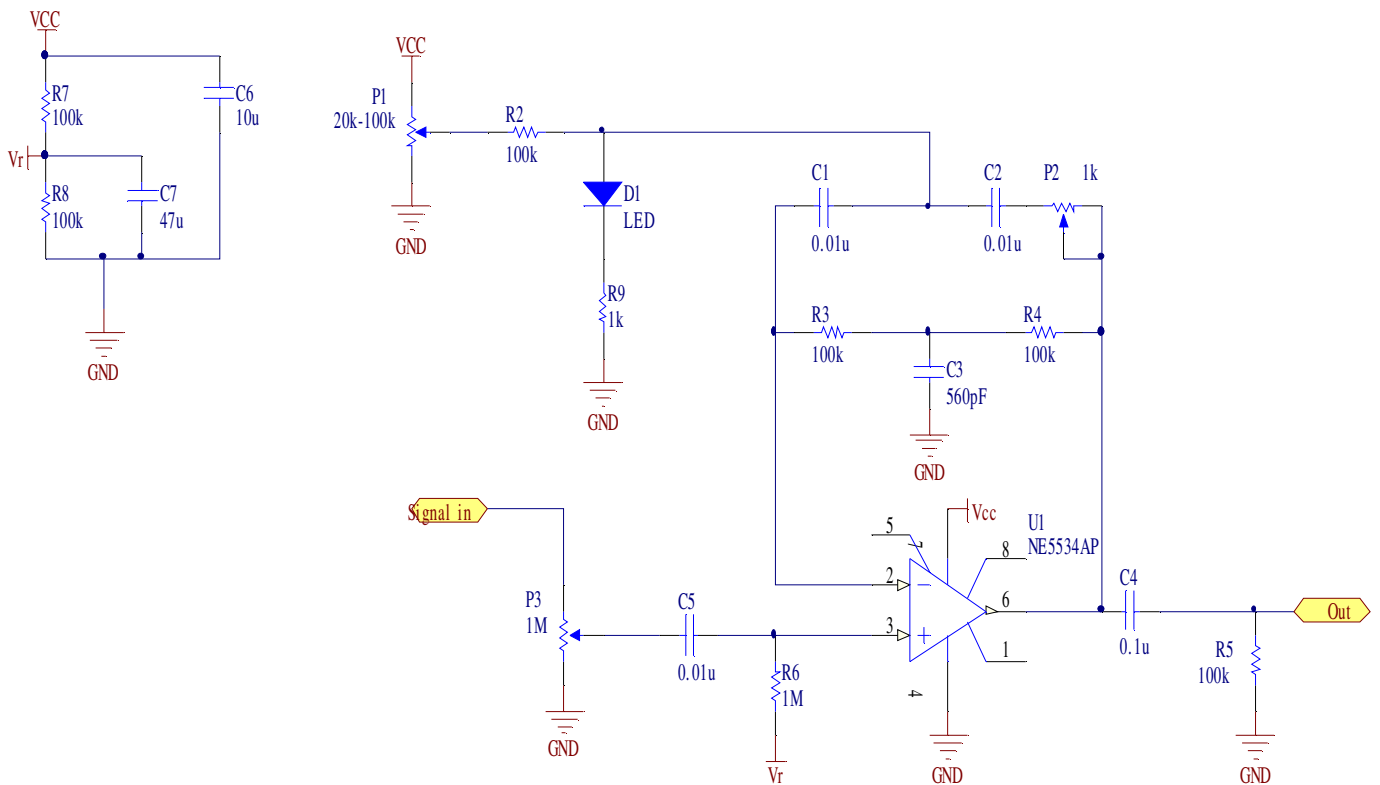 VCC
R7
100k
C6
10u
Vr
R8
100k
C7
47u
GND
VCC
P1
20k-100k
R2
100k
D1
LED
R9
1k
GND
GND
C1
0.01u
C2
0.01u
P2 1k
R3
100k
R4
100k
C3
560pF
GND
Signal in
P3
1M
GND
C5
0.01u
R6
1M
Vr
Vcc
U1
NE5534AP
5
7
8
2
3
6
1
4
GND
C4
0.1u
R5
100k
GND
Out